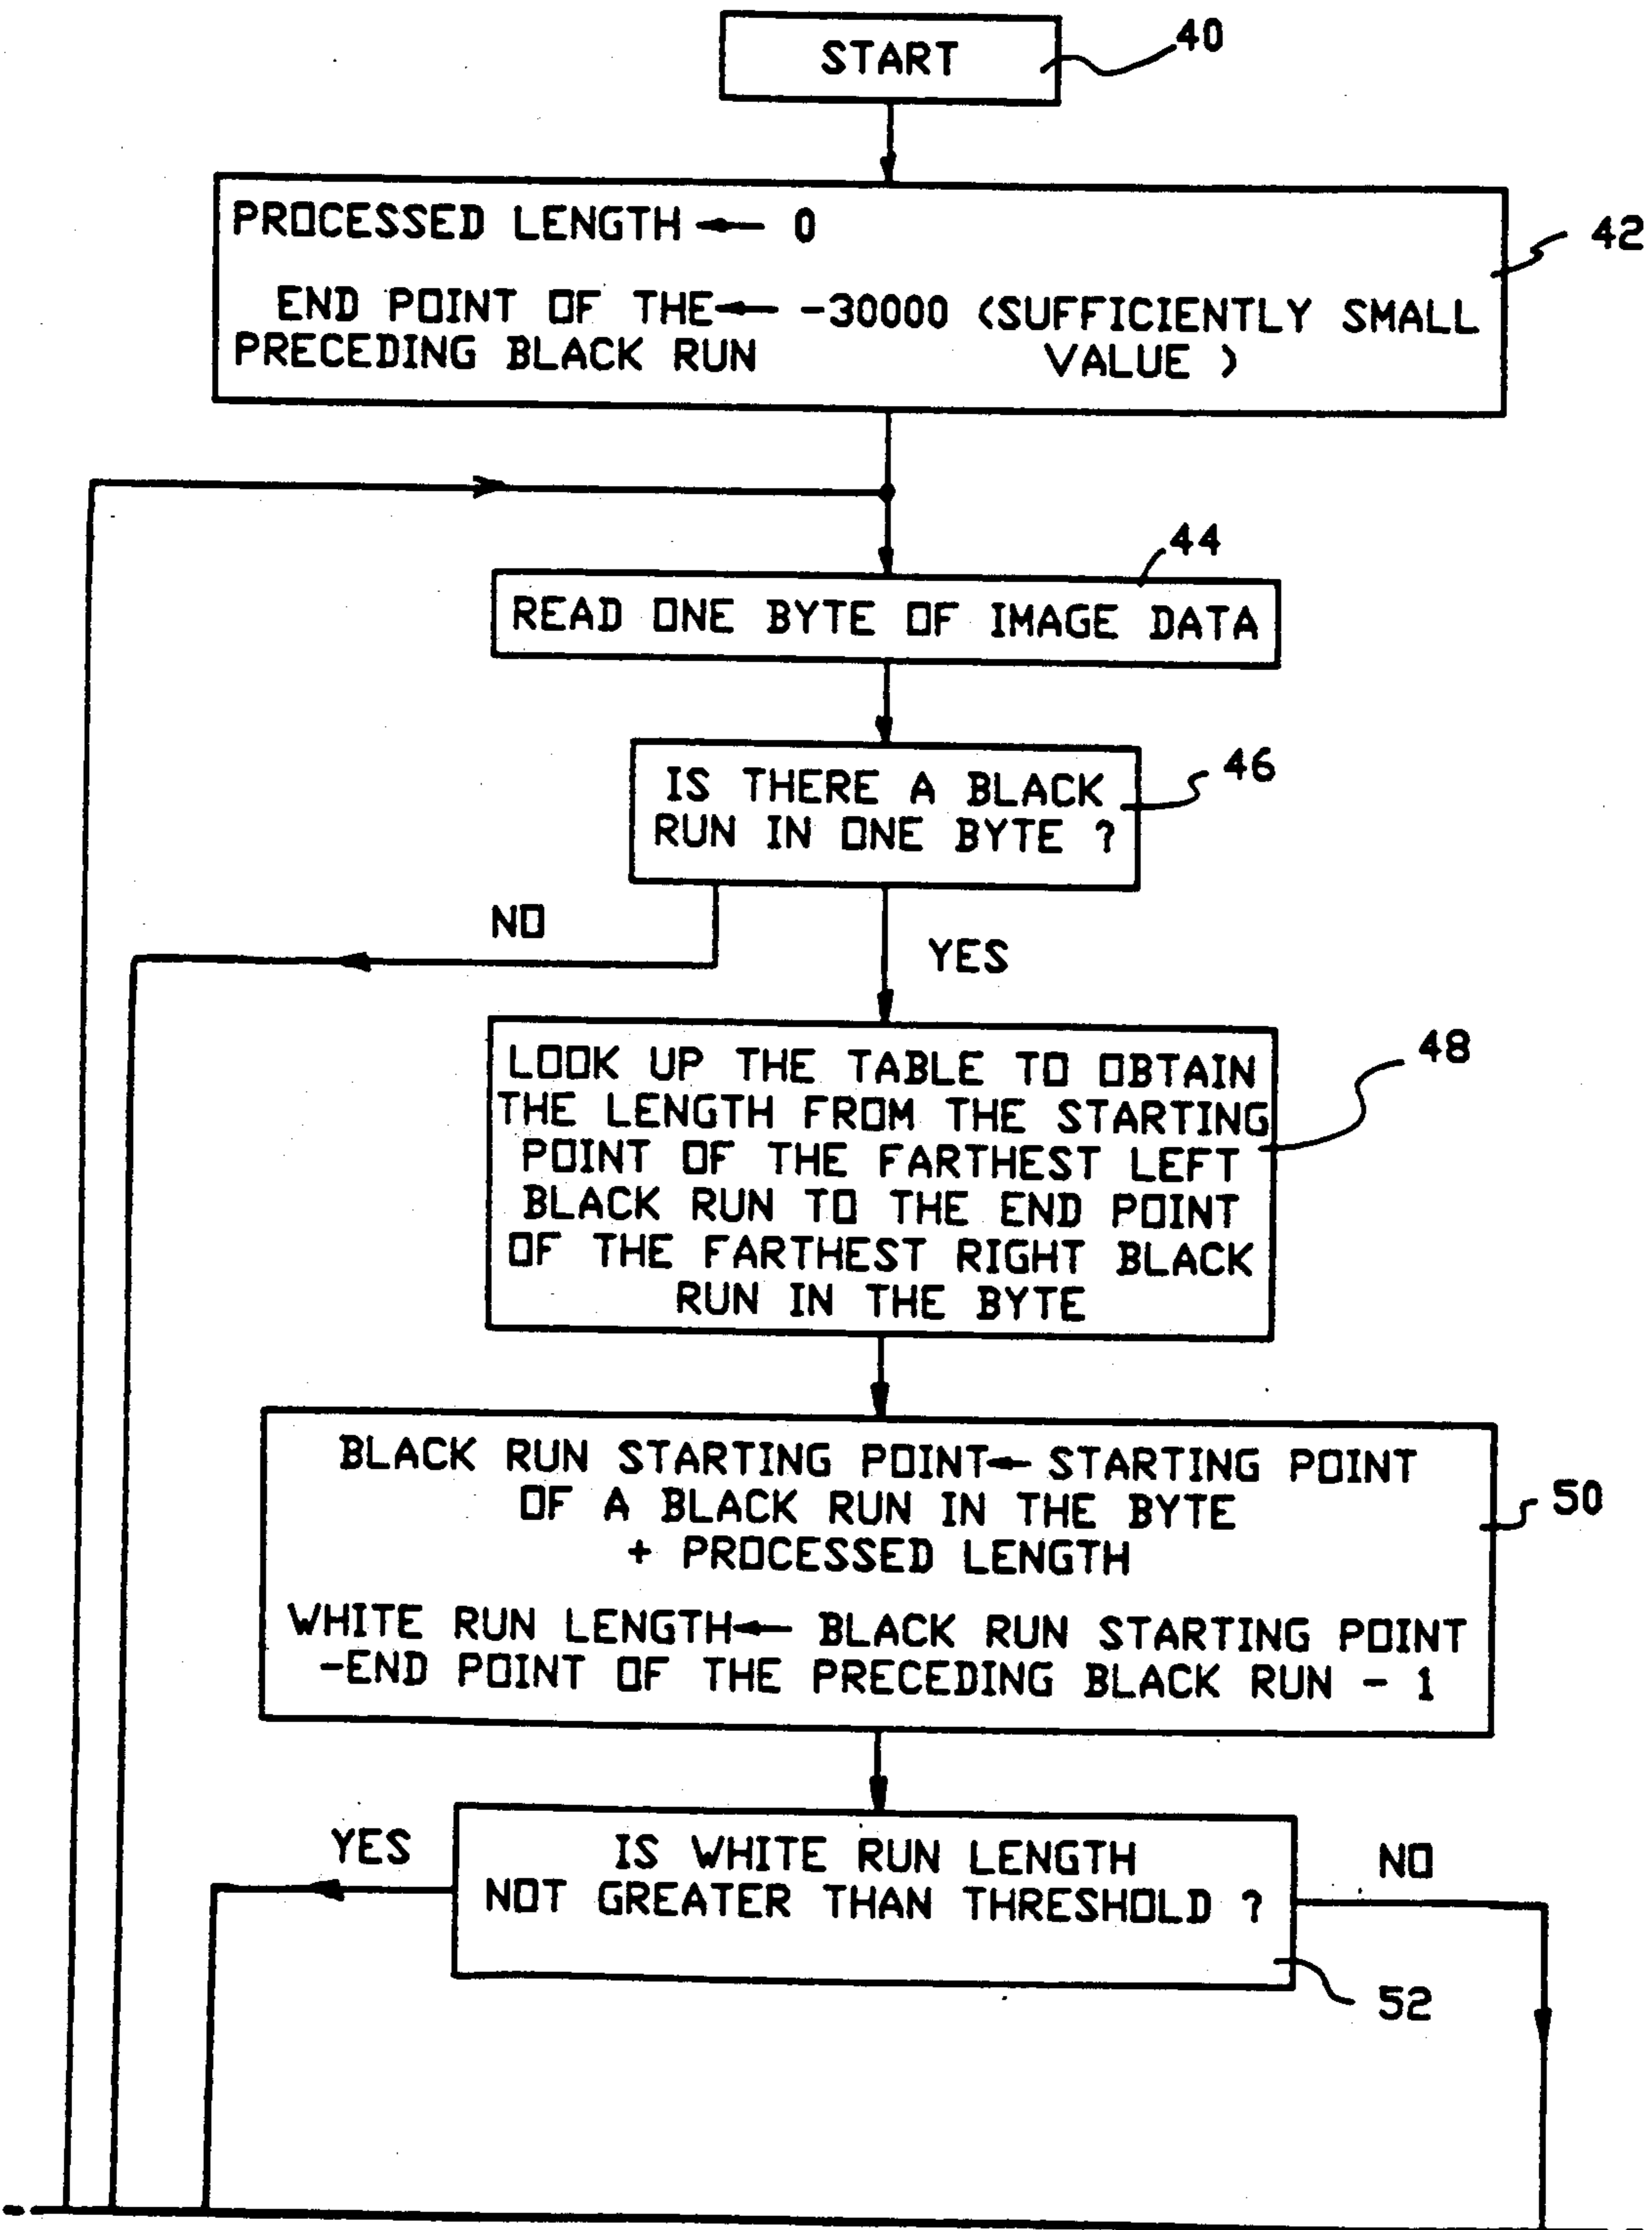 START
40
PROCESSED LENGTH ← 0
42
END POINT OF THE ← -30000 (SUFFICIENTLY SMALL
PRECEDING BLACK RUN VALUE )
44
READ ONE BYTE OF IMAGE DATA
IS THERE A BLACK
RUN IN ONE BYTE ?
46
NO
YES
LOOK UP THE TABLE TO OBTAIN
THE LENGTH FROM THE STARTING
POINT OF THE FARTHEST LEFT
BLACK RUN TO THE END POINT
OF THE FARTHEST RIGHT BLACK
RUN IN THE BYTE
48
BLACK RUN STARTING POINT ← STARTING POINT
OF A BLACK RUN IN THE BYTE
+ PROCESSED LENGTH
WHITE RUN LENGTH ← BLACK RUN STARTING POINT
-END POINT OF THE PRECEDING BLACK RUN - 1
50
YES
IS WHITE RUN LENGTH
NOT GREATER THAN THRESHOLD ?
NO
52